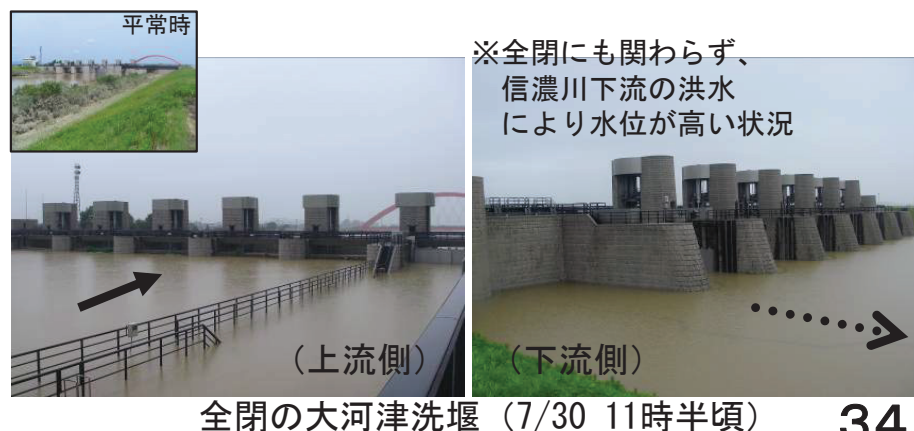 平常時
※全閉にも関わらず、
信濃川下流の洪水
により水位が高い状況
（上流側）
（下流側）
全閉の大河津洗堰（7/30 11時半頃）
34